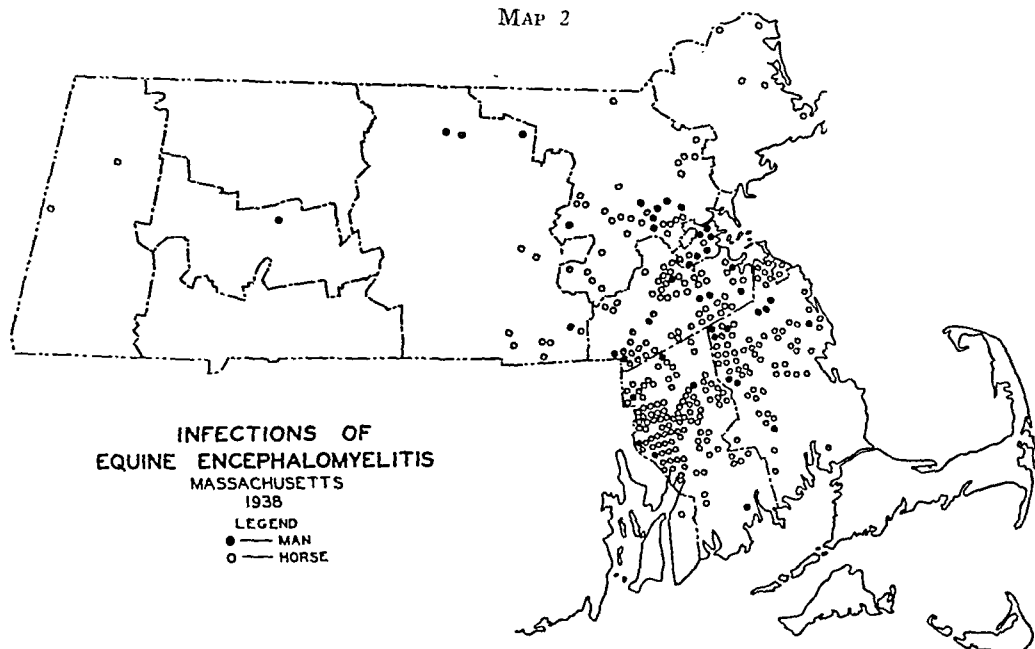 MAP 2
INFECTIONS OF
EQUINE ENCEPHALOMYELITIS
MASSACHUSETTS
1938
LEGEND
● — MAN
○ — HORSE